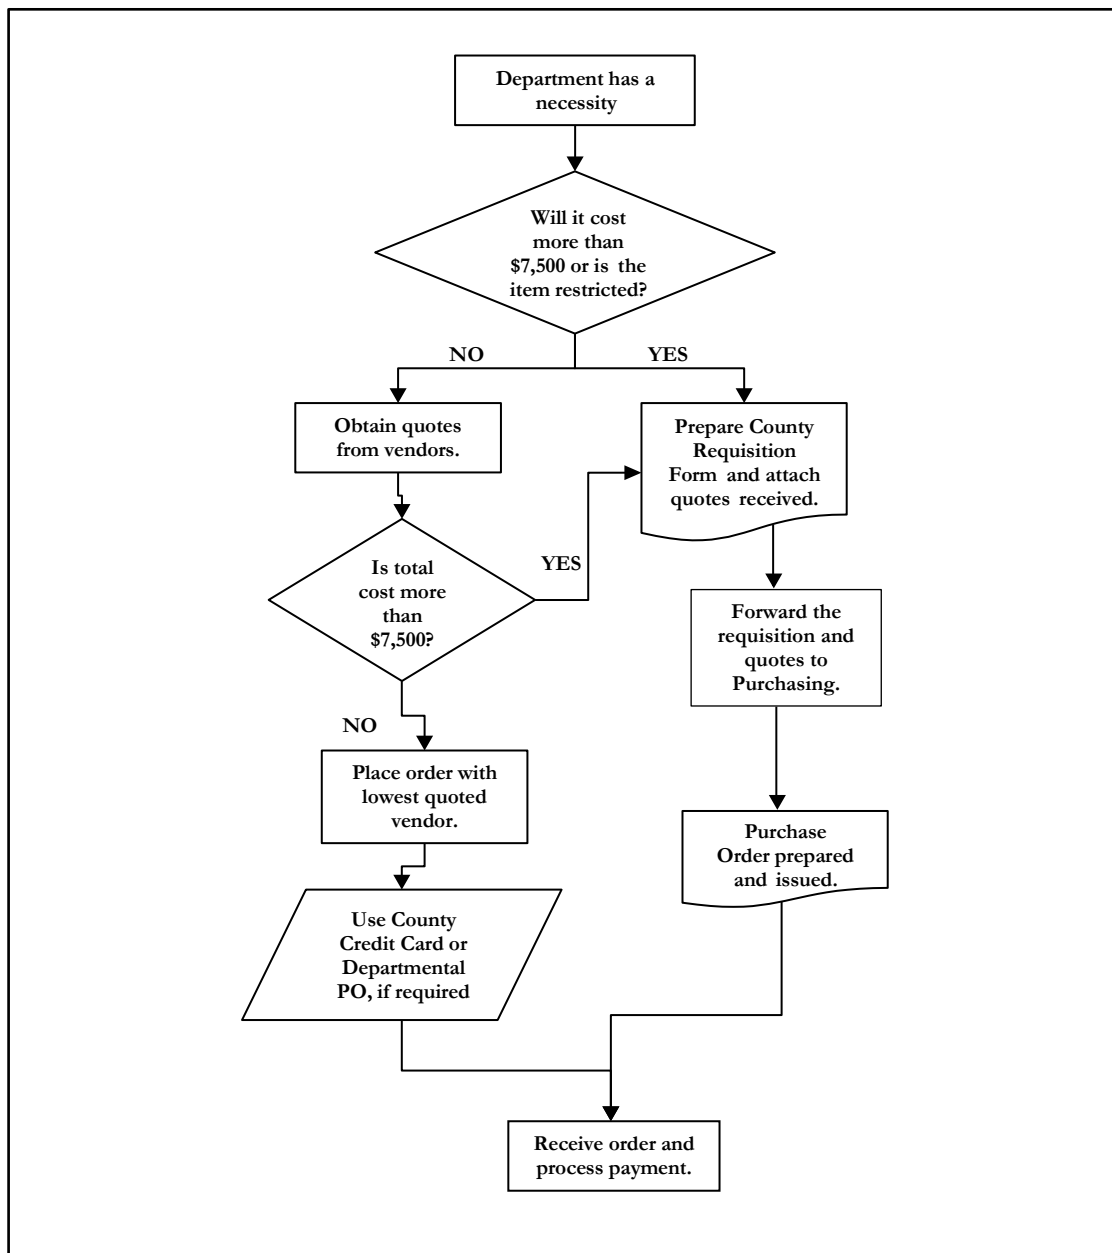 Department has a
necessity
Will it cost
more than
$7,500 or is the
item restricted?
NO
YES
Obtain quotes
from vendors.
Prepare County
Requisition
Form and attach
quotes received.
Is total
cost more
than
$7,500?
YES
Forward the
requisition and
quotes to
Purchasing.
NO
Place order with
lowest quoted
vendor.
Purchase
Order prepared
and issued.
Use County
Credit Card or
Departmental
PO, if required
Receive order and
process payment.